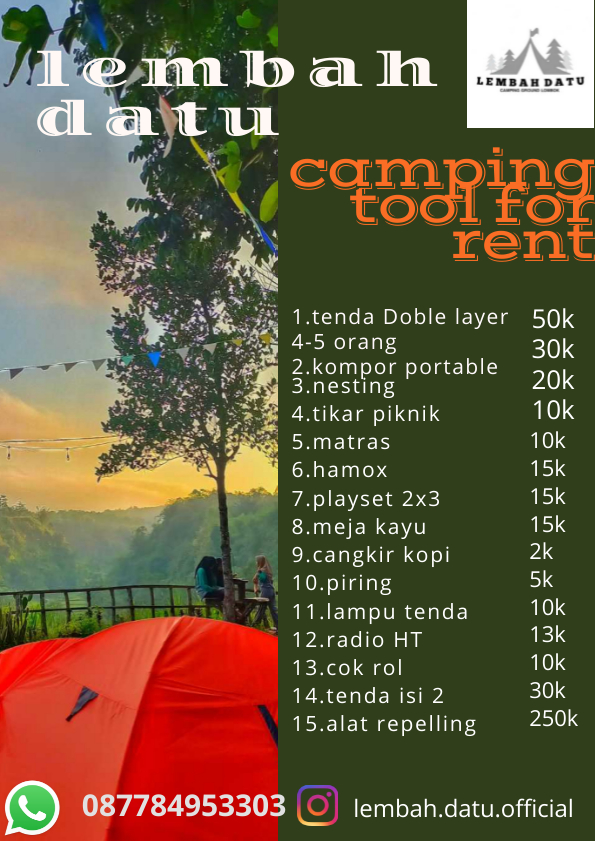 lembah
datu
LEMBAH DATU
CAMPING GROUND LOMBOK
camping
tool for
rent
1.tenda Doble layer 50k
4-5 orang
2.kompor portable 30k
3.nesting 20k
4.tikar piknik 10k
5.matras 10k
6.hamox 15k
7.playset 2x3 15k
8.meja kayu 15k
9.cangkir kopi 2k
10.piring 5k
11.lampu tenda 10k
12.radio HT 13k
13.cok rol 10k
14.tenda isi 2 30k
15.alat repelling 250k
087784953303 lembah.datu.official